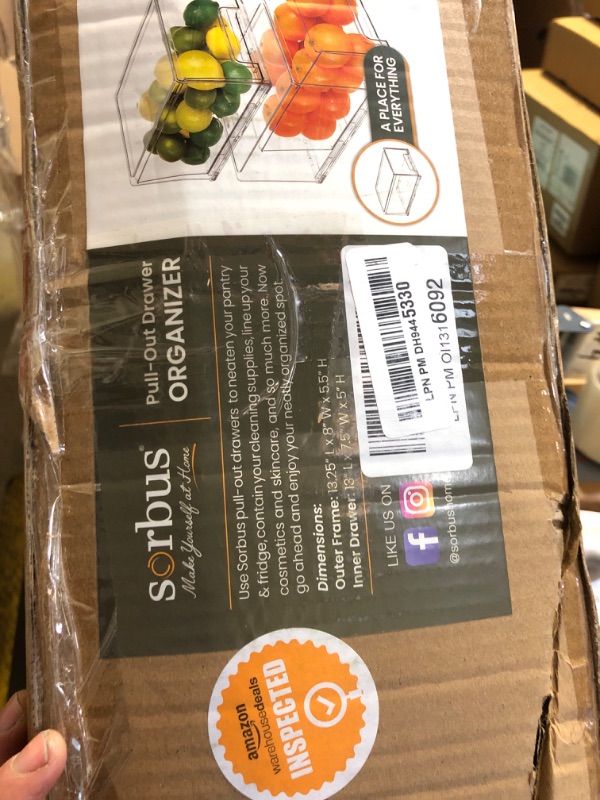 A PLACE FOR
EVERYTHING
sorbus®
Make Yourself at Home
Pull-Out Drawer
ORGANIZER
Use Sorbus pull-out drawers to neaten your pantry
& fridge, contain your cleaning supplies, line up your
cosmetics and skincare, and so much more. Now
go ahead and enjoy your neatly organized spot.
Dimensions:
Outer Frame: 13.25" L x 8" W x 5.5" H
Inner Drawer: 13" L x 7.5" W x 5" H
LPN PM DH9445330
LPN PM OI1316092
LIKE US ON
f
@sorbushome
amazon
warehousedeals
INSPECTED